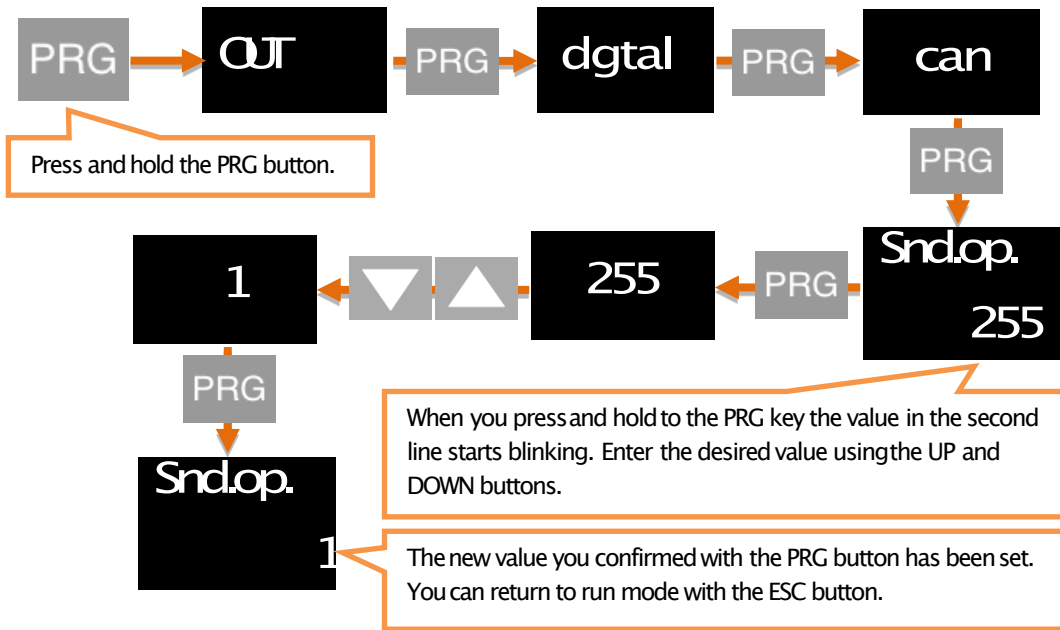 PRG
OUT
PRG
dgtal
PRG
can
Press and hold the PRG button.
PRG
Snd.op.
255
PRG
255
1
PRG
When you press and hold to the PRG key the value in the second
line starts blinking. Enter the desired value using the UP and
DOWN buttons.
Snd.op.
1
The new value you confirmed with the PRG button has been set.
You can return to run mode with the ESC button.